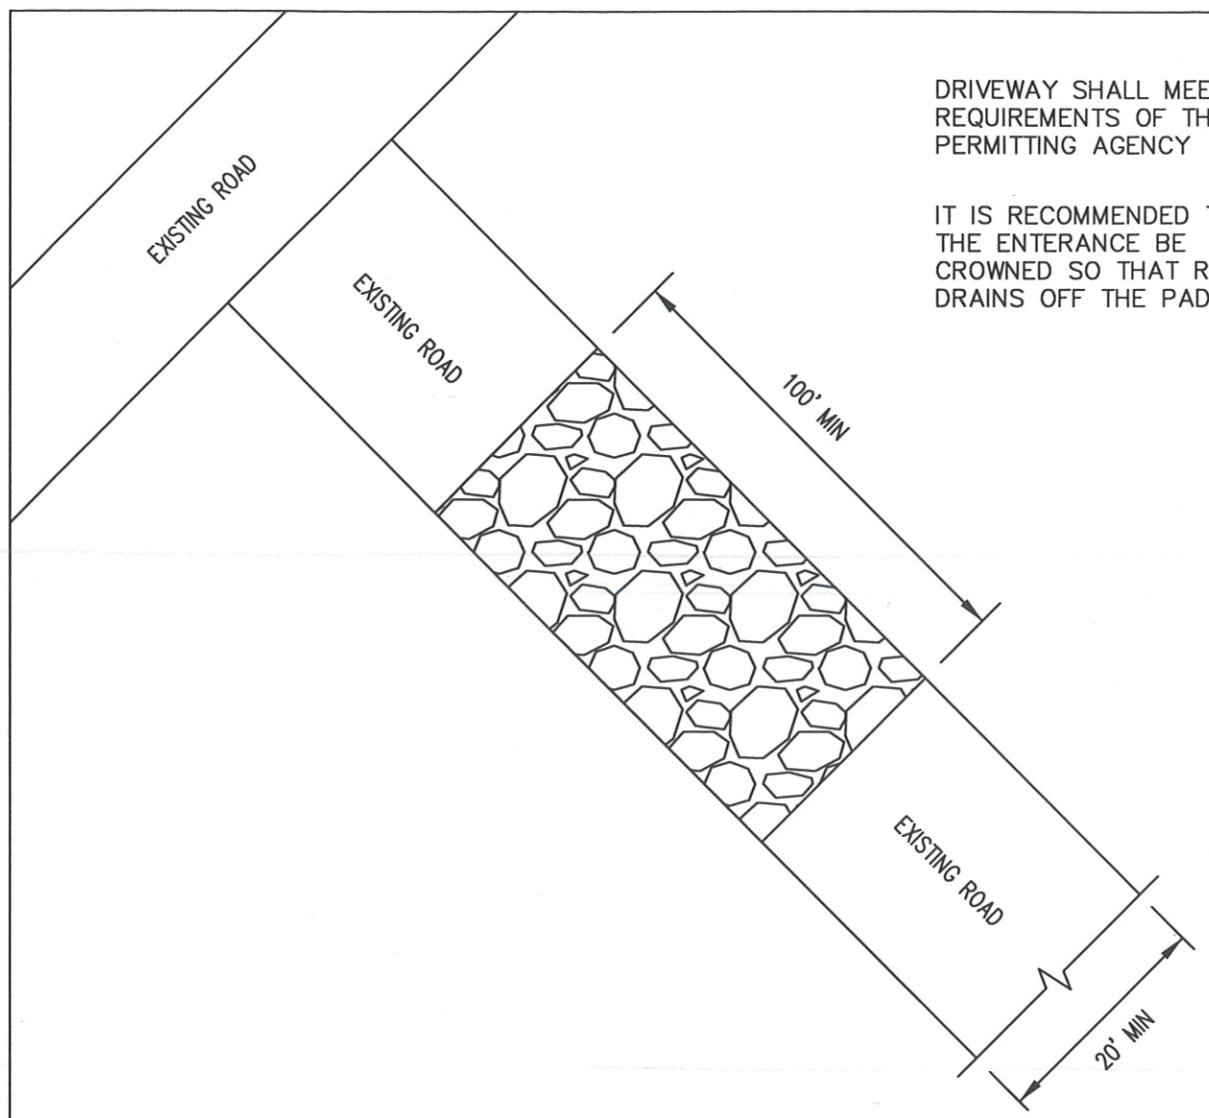 DRIVEWAY SHALL MEE
REQUIREMENTS OF TH
PERMITTING AGENCY
IT IS RECOMMENDED
THE ENTERANCE BE
CROWNED SO THAT R
DRAINS OFF THE PAD
EXISTING ROAD
EXISTING ROAD
100' MIN
EXISTING ROAD
20' MIN